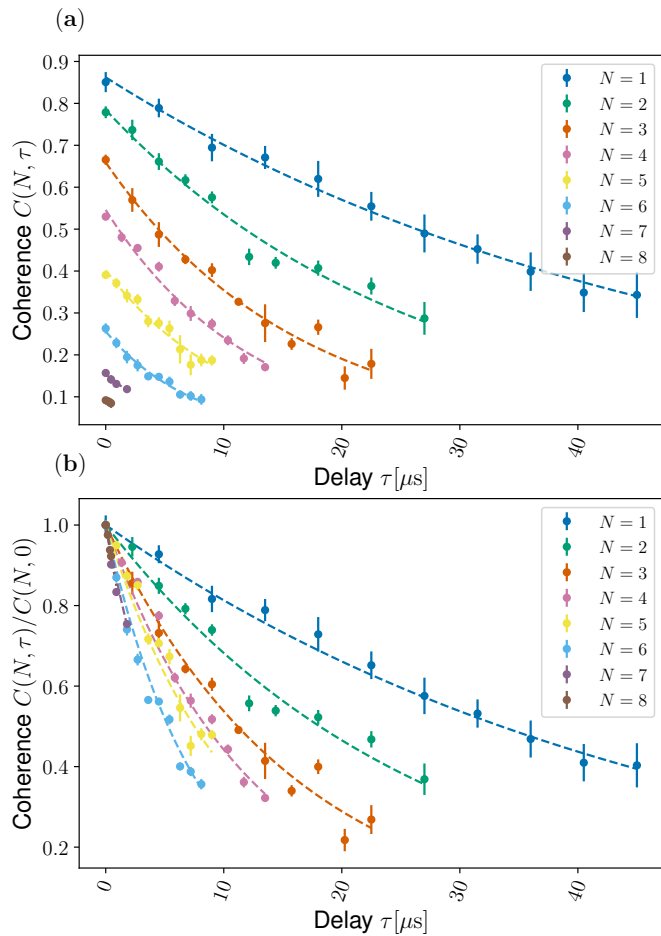 (a)
Coherence C(N, τ)
0.9
0.8
0.7
0.6
0.5
0.4
0.3
0.2
0.1
N = 1
N = 2
N = 3
N = 4
N = 5
N = 6
N = 7
N = 8
0
10
20
30
40
Delay τ[μs]
(b)
Coherence C(N, τ)/C(N, 0)
1.0
0.8
0.6
0.4
0.2
N = 1
N = 2
N = 3
N = 4
N = 5
N = 6
N = 7
N = 8
0
10
20
30
40
Delay τ[μs]